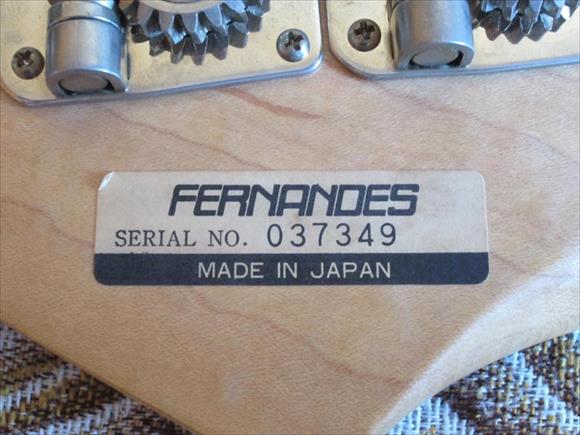 FERNANDES
SERIAL NO. 037349
MADE IN JAPAN